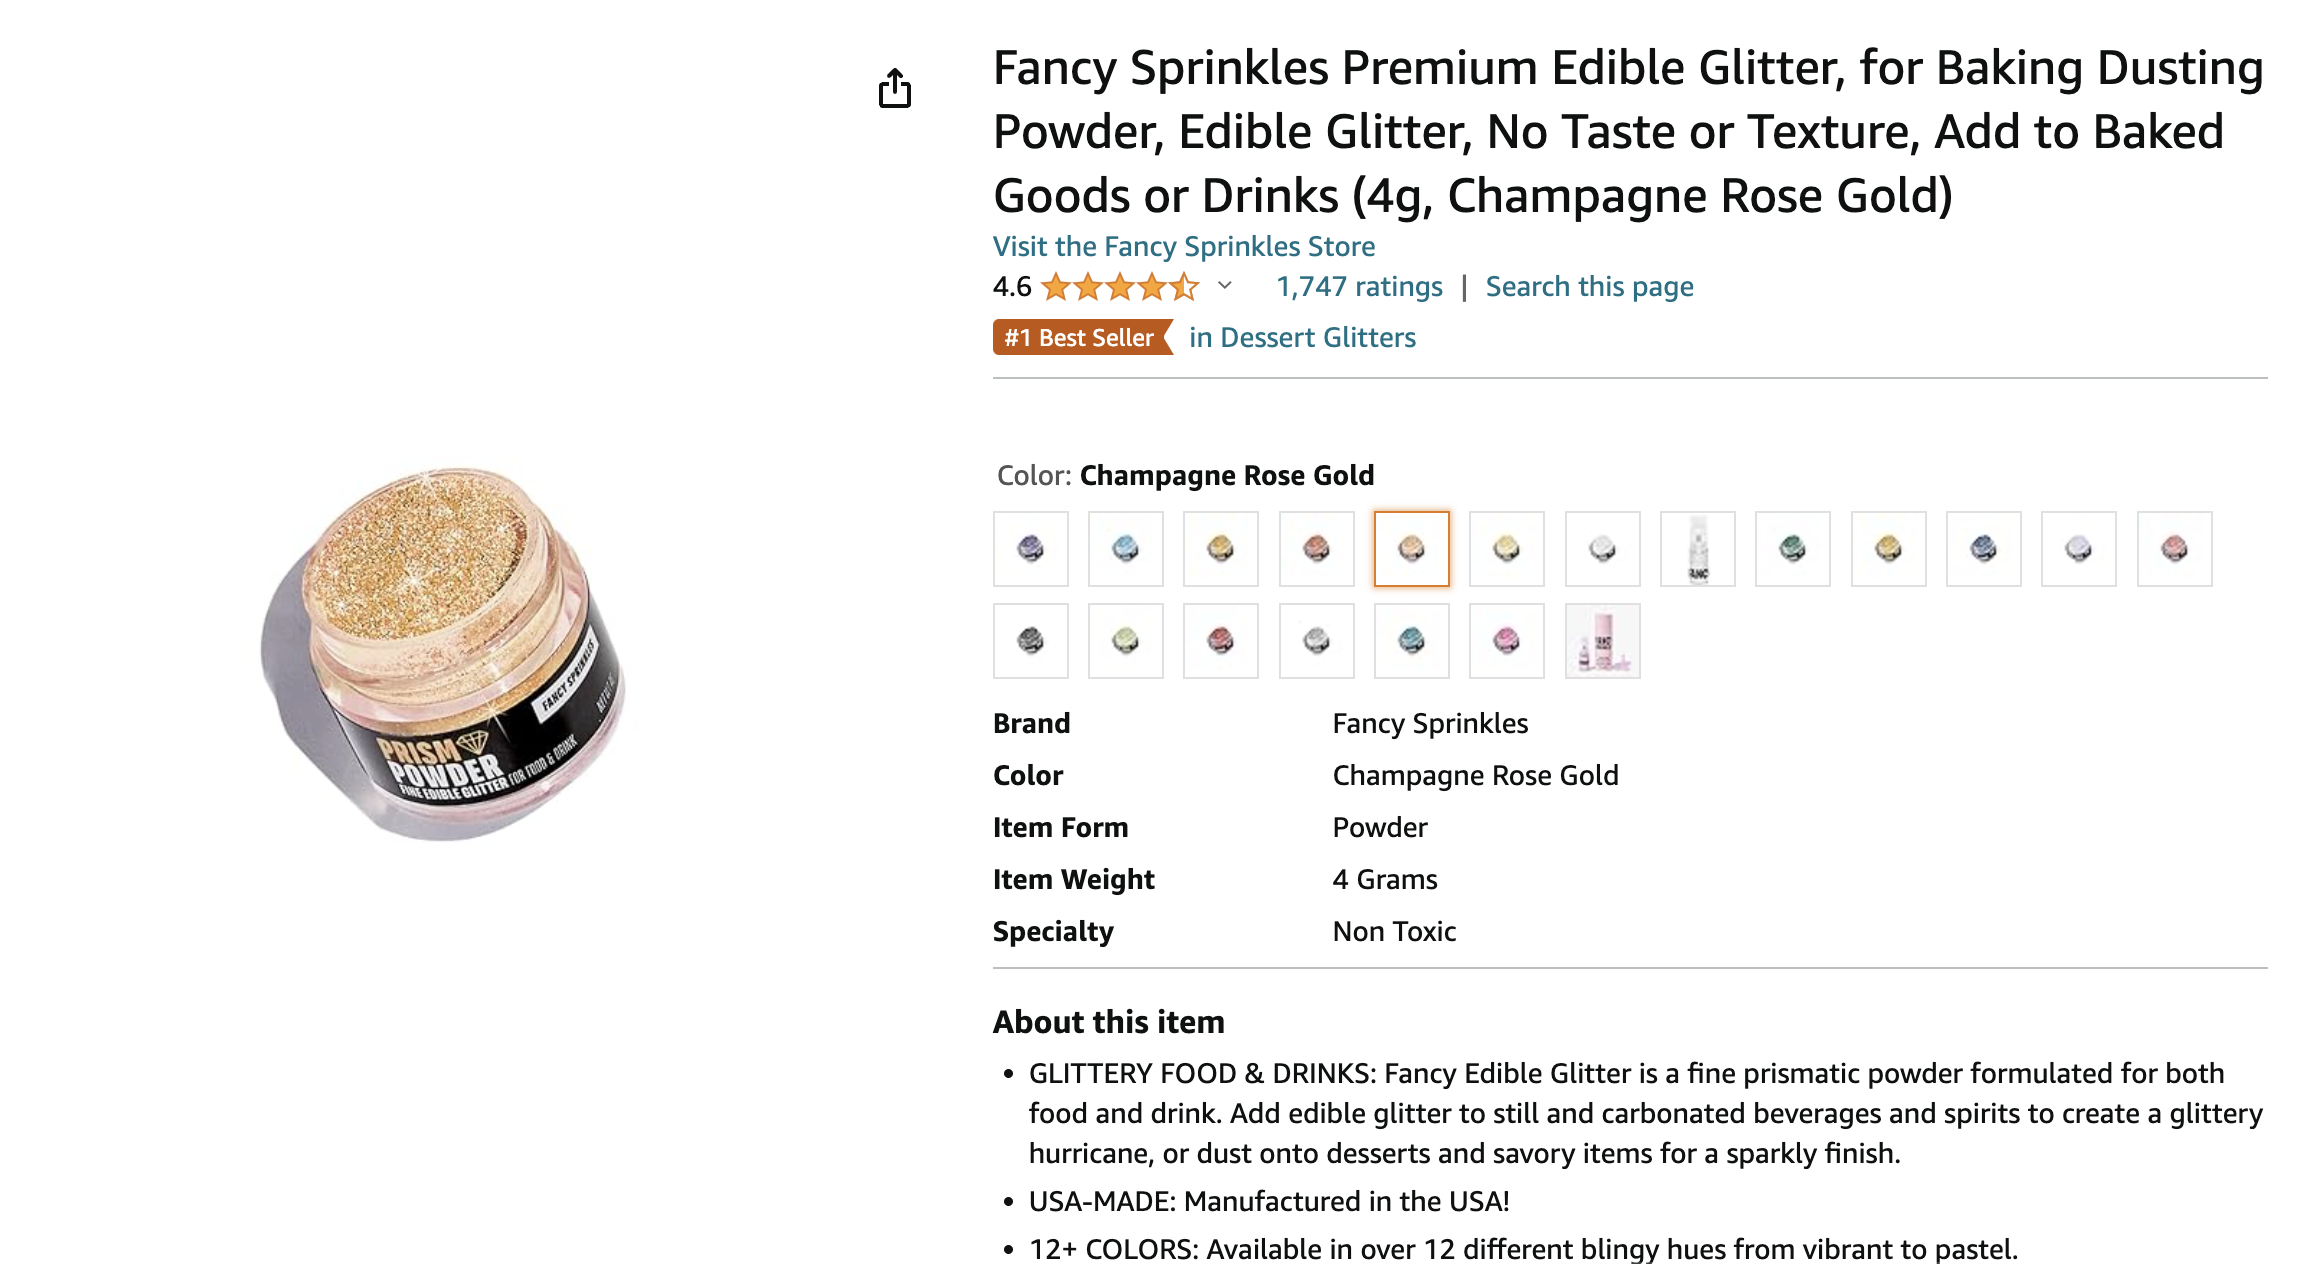 Fancy Sprinkles Premium Edible Glitter, for Baking Dusting
Powder, Edible Glitter, No Taste or Texture, Add to Baked
Goods or Drinks (4g, Champagne Rose Gold)
Visit the Fancy Sprinkles Store
4.6 1,747 ratings | Search this page
#1 Best Seller in Dessert Glitters
Color: Champagne Rose Gold
FANCY SPRINKLES
PRISM
POWDER
FINE EDIBLE GLITTER FOR FOOD & DRINK
Brand Fancy Sprinkles
Color Champagne Rose Gold
Item Form Powder
Item Weight 4 Grams
Specialty Non Toxic
About this item
• GLITTERY FOOD & DRINKS: Fancy Edible Glitter is a fine prismatic powder formulated for both
food and drink. Add edible glitter to still and carbonated beverages and spirits to create a glittery
hurricane, or dust onto desserts and savory items for a sparkly finish.
• USA-MADE: Manufactured in the USA!
• 12+ COLORS: Available in over 12 different blingy hues from vibrant to pastel.